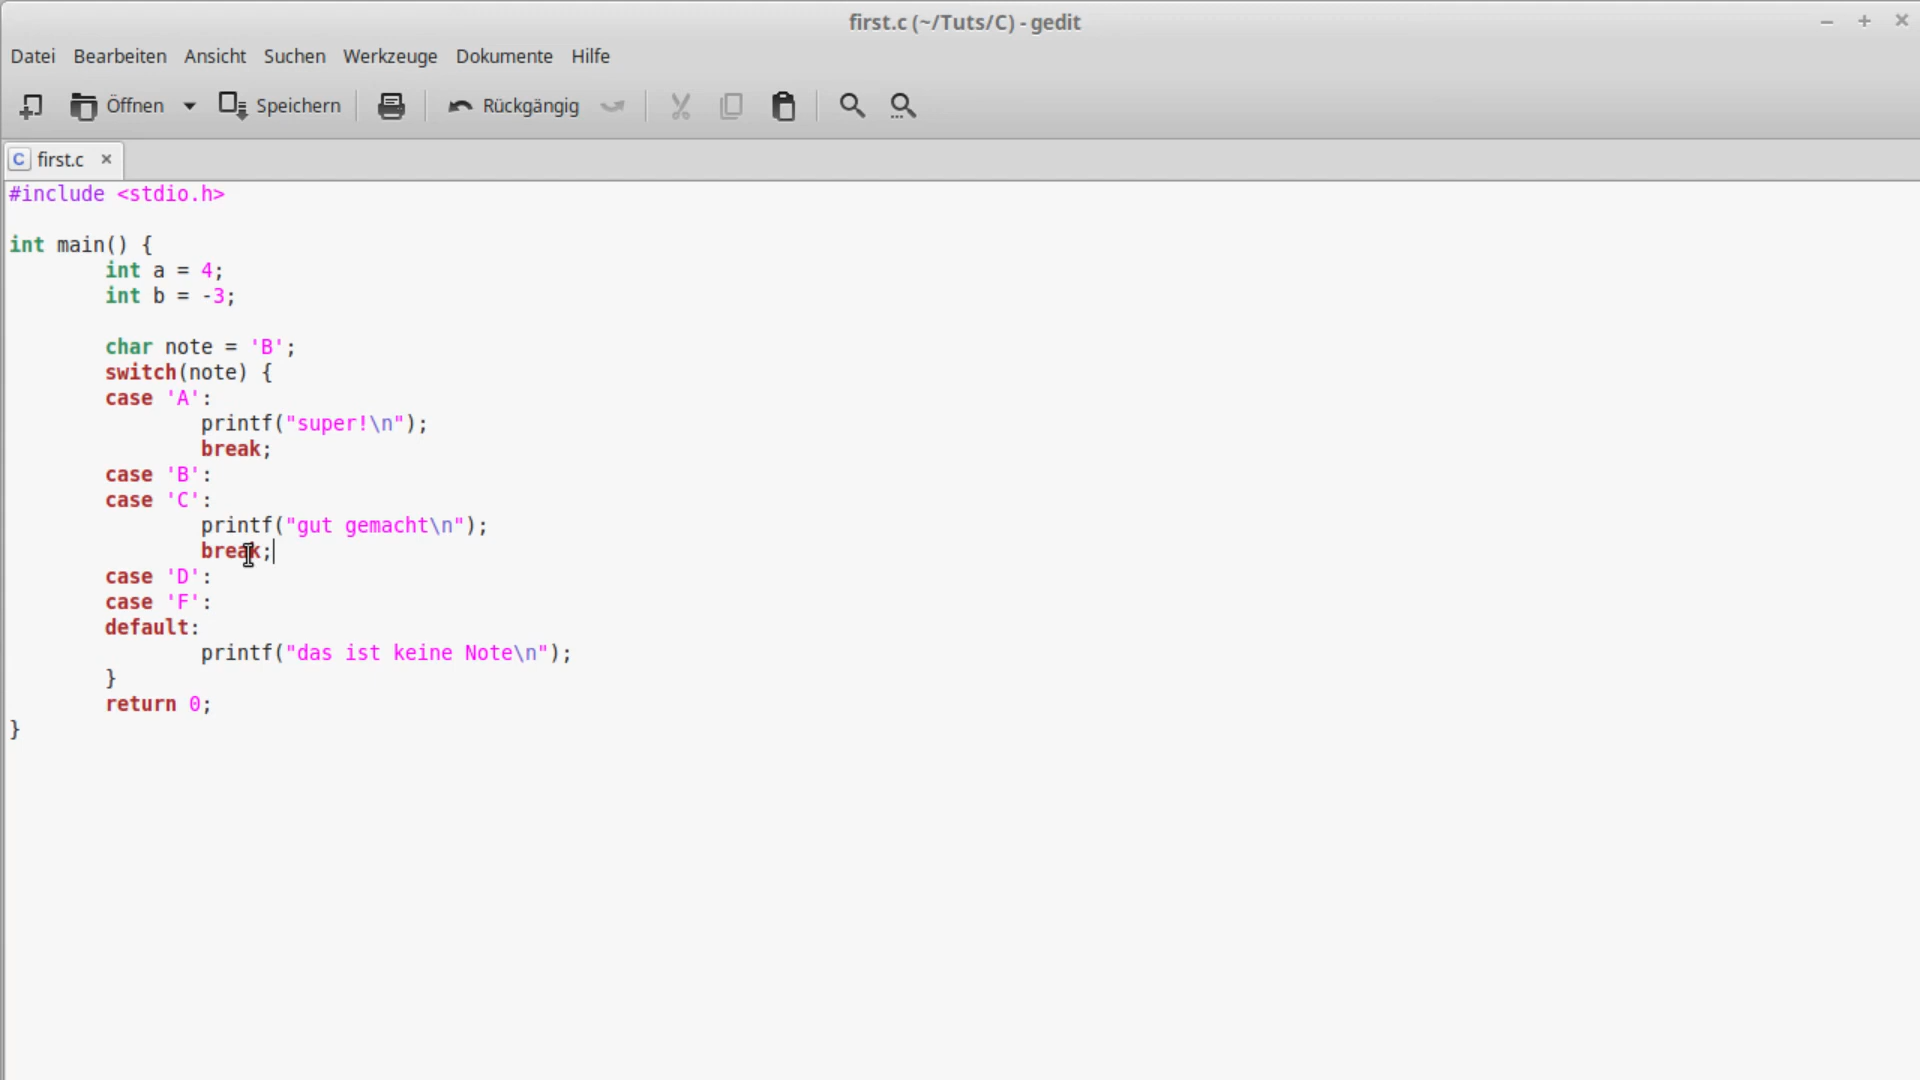 first.c (~/Tuts/C) - gedit
Datei Bearbeiten Ansicht Suchen Werkzeuge Dokumente Hilfe
Öffnen Speichern Rückgängig
C first.c
#include <stdio.h>
int main() {
int a = 4;
int b = -3;
char note = 'B';
switch(note) {
case 'A':
printf("super!\n");
break;
case 'B':
case 'C':
printf("gut gemacht\n");
break;
case 'D':
case 'F':
default:
printf("das ist keine Note\n");
}
return 0;
}